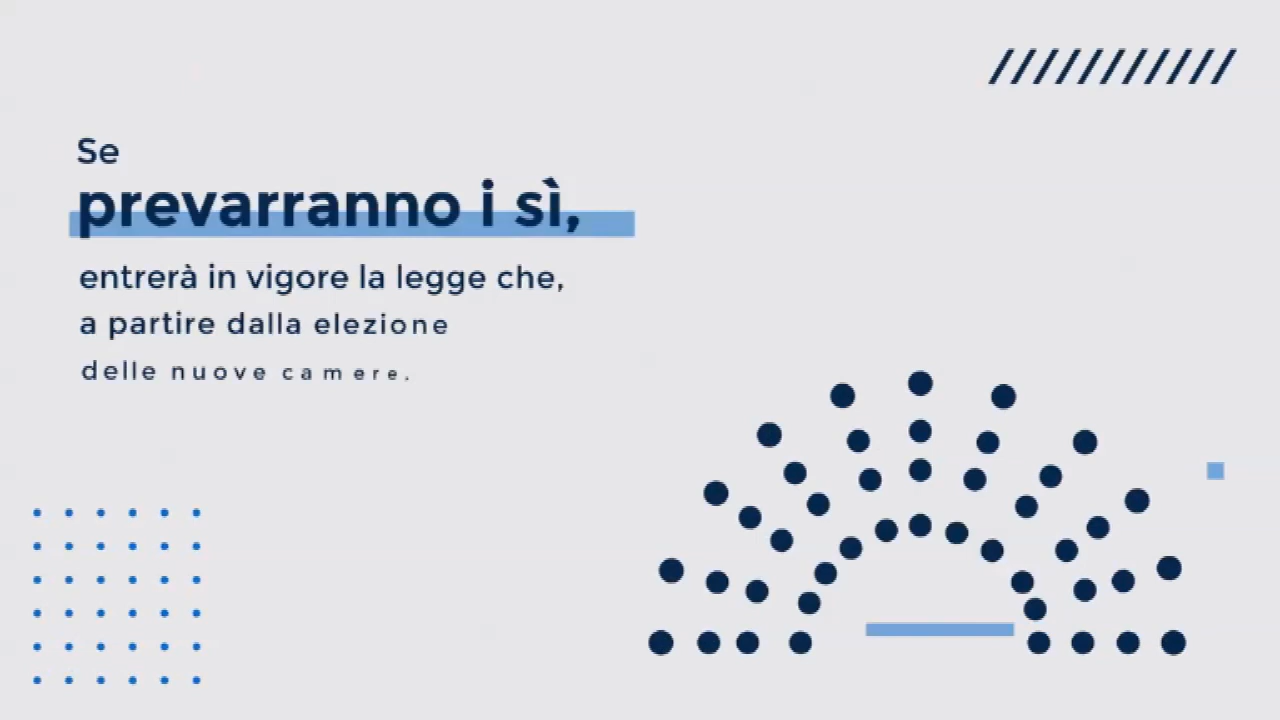 Se
prevarranno i sì,
entrerà in vigore la legge che,
a partire dalla elezione
delle nuove camere.